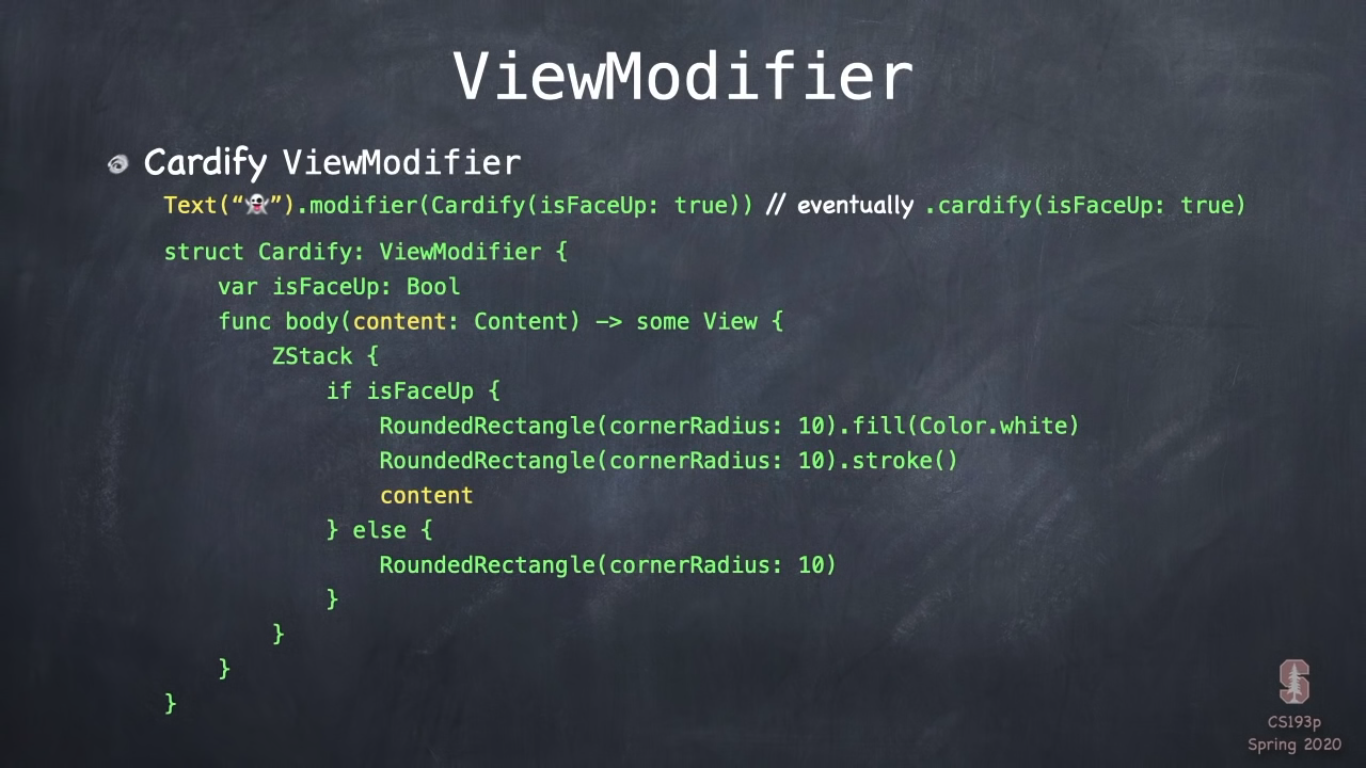 ViewModifier
Cardify ViewModifier
Text(“👻”).modifier(Cardify(isFaceUp: true)) // eventually .cardify(isFaceUp: true)
struct Cardify: ViewModifier {
var isFaceUp: Bool
func body(content: Content) -> some View {
ZStack {
if isFaceUp {
RoundedRectangle(cornerRadius: 10).fill(Color.white)
RoundedRectangle(cornerRadius: 10).stroke()
content
} else {
RoundedRectangle(cornerRadius: 10)
}
}
}
}
S
CS193p
Spring 2020